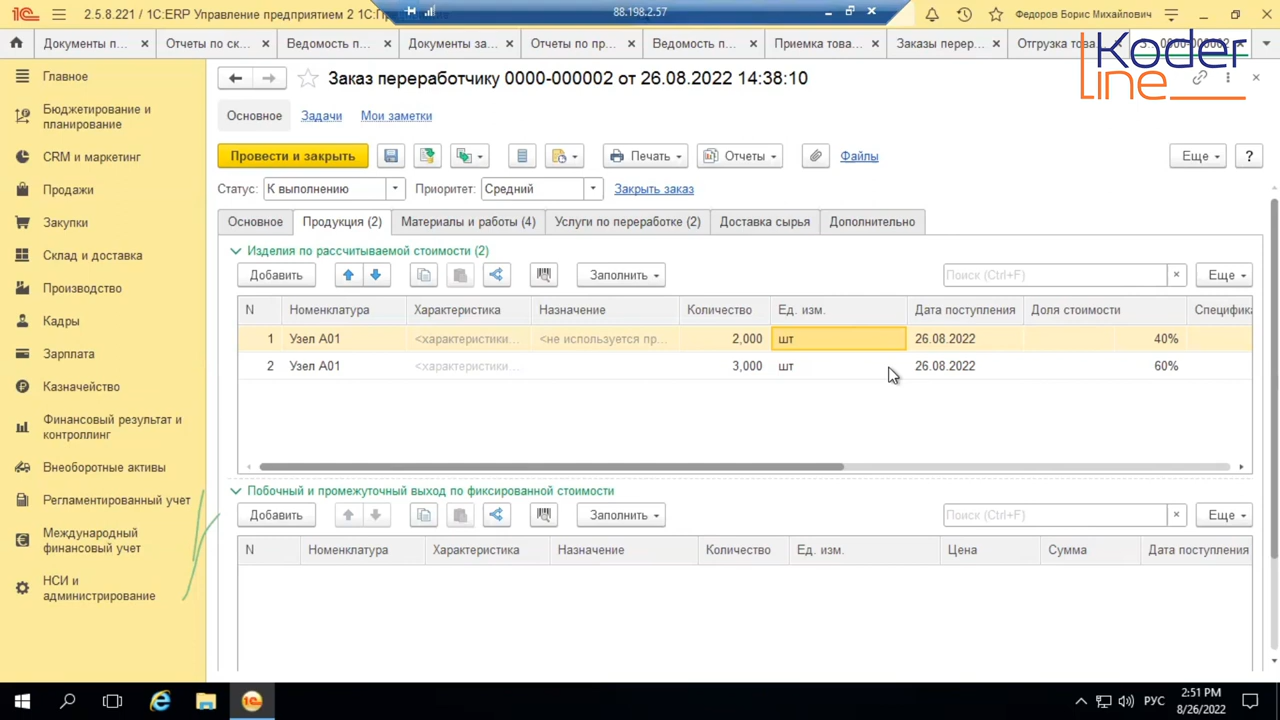 2.5.8.221 / 1С:ERP Управление предприятием 2 1С:Пр
88.198.2.57
Федоров Борис Михайлович
Документы п...
Отчеты по ск...
Ведомость п...
Документы за...
Отчеты по пр...
Ведомость п...
Приемка това...
Заказы перер...
Отгрузка това
0000-000002
Koder
line
Главное
Бюджетирование и
планирование
CRM и маркетинг
Продажи
Закупки
Склад и доставка
Производство
Кадры
Зарплата
Казначейство
Финансовый результат и
контроллинг
Внеоборотные активы
Регламентированный учет
Международный
финансовый учет
НСИ и
администрирование
Заказ переработчику 0000-000002 от 26.08.2022 14:38:10
Основное Задачи Мои заметки
Провести и закрыть Печать Отчеты Файлы Еще ?
Статус: К выполнению Приоритет: Средний Закрыть заказ
Основное Продукция (2) Материалы и работы (4) Услуги по переработке (2) Доставка сырья Дополнительно
Изделия по рассчитываемой стоимости (2)
Добавить Заполнить Поиск (Ctrl+F) × Еще
N Номенклатура Характеристика Назначение Количество Ед. изм. Дата поступления Доля стоимости Специфика
1 Узел А01 <характеристики... <не используется пр... 2,000 шт 26.08.2022 40%
2 Узел А01 <характеристики... 3,000 шт 26.08.2022 60%
Побочный и промежуточный выход по фиксированной стоимости
Добавить Заполнить Поиск (Ctrl+F) × Еще
N Номенклатура Характеристика Назначение Количество Ед. изм. Цена Сумма Дата поступления
РУС
2:51 PM
8/26/2022